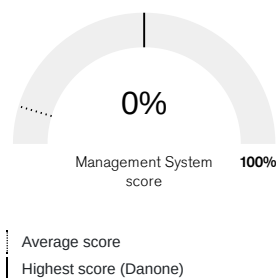 0%
Management System
score
100%
Average score
Highest score (Danone)